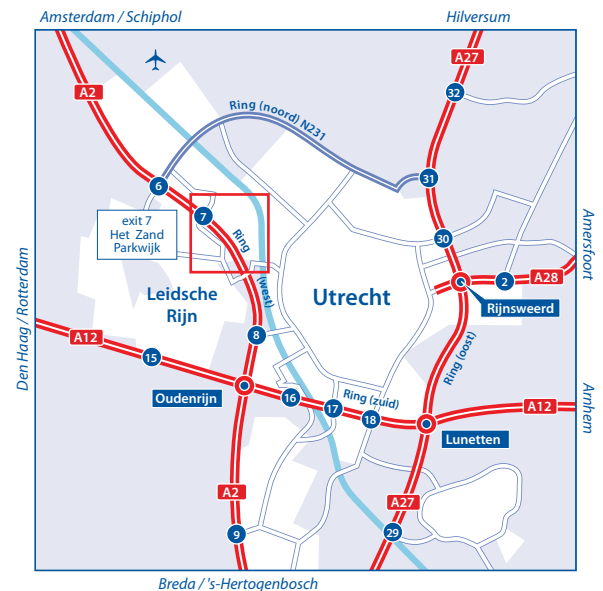 Amsterdam / Schiphol
Hilversum
A27
A2
32
Ring (noord) N231
31
6
7
exit 7
Het Zand
Parkwijk
Ring
(west)
30
Amersfoort
Den Haag / Rotterdam
Leidsche
Rijn
Utrecht
2
A28
Rijnsweerd
A12
15
8
Ring (oost)
Oudenrijn
16
17
Ring (zuid)
18
A12
Arnhem
Lunetten
A2
A27
9
29
Breda / 's-Hertogenbosch